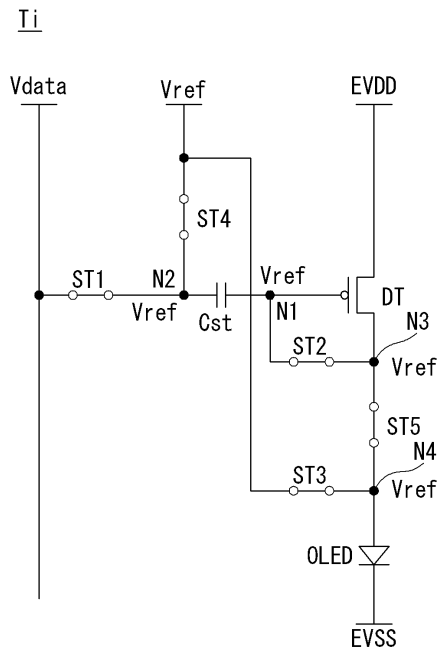 Ti
Vdata
Vref
EVDD
ST4
ST1
N2
Vref
Cst
Vref
N1
DT
N3
ST2
Vref
ST5
N4
ST3
Vref
OLED
EVSS